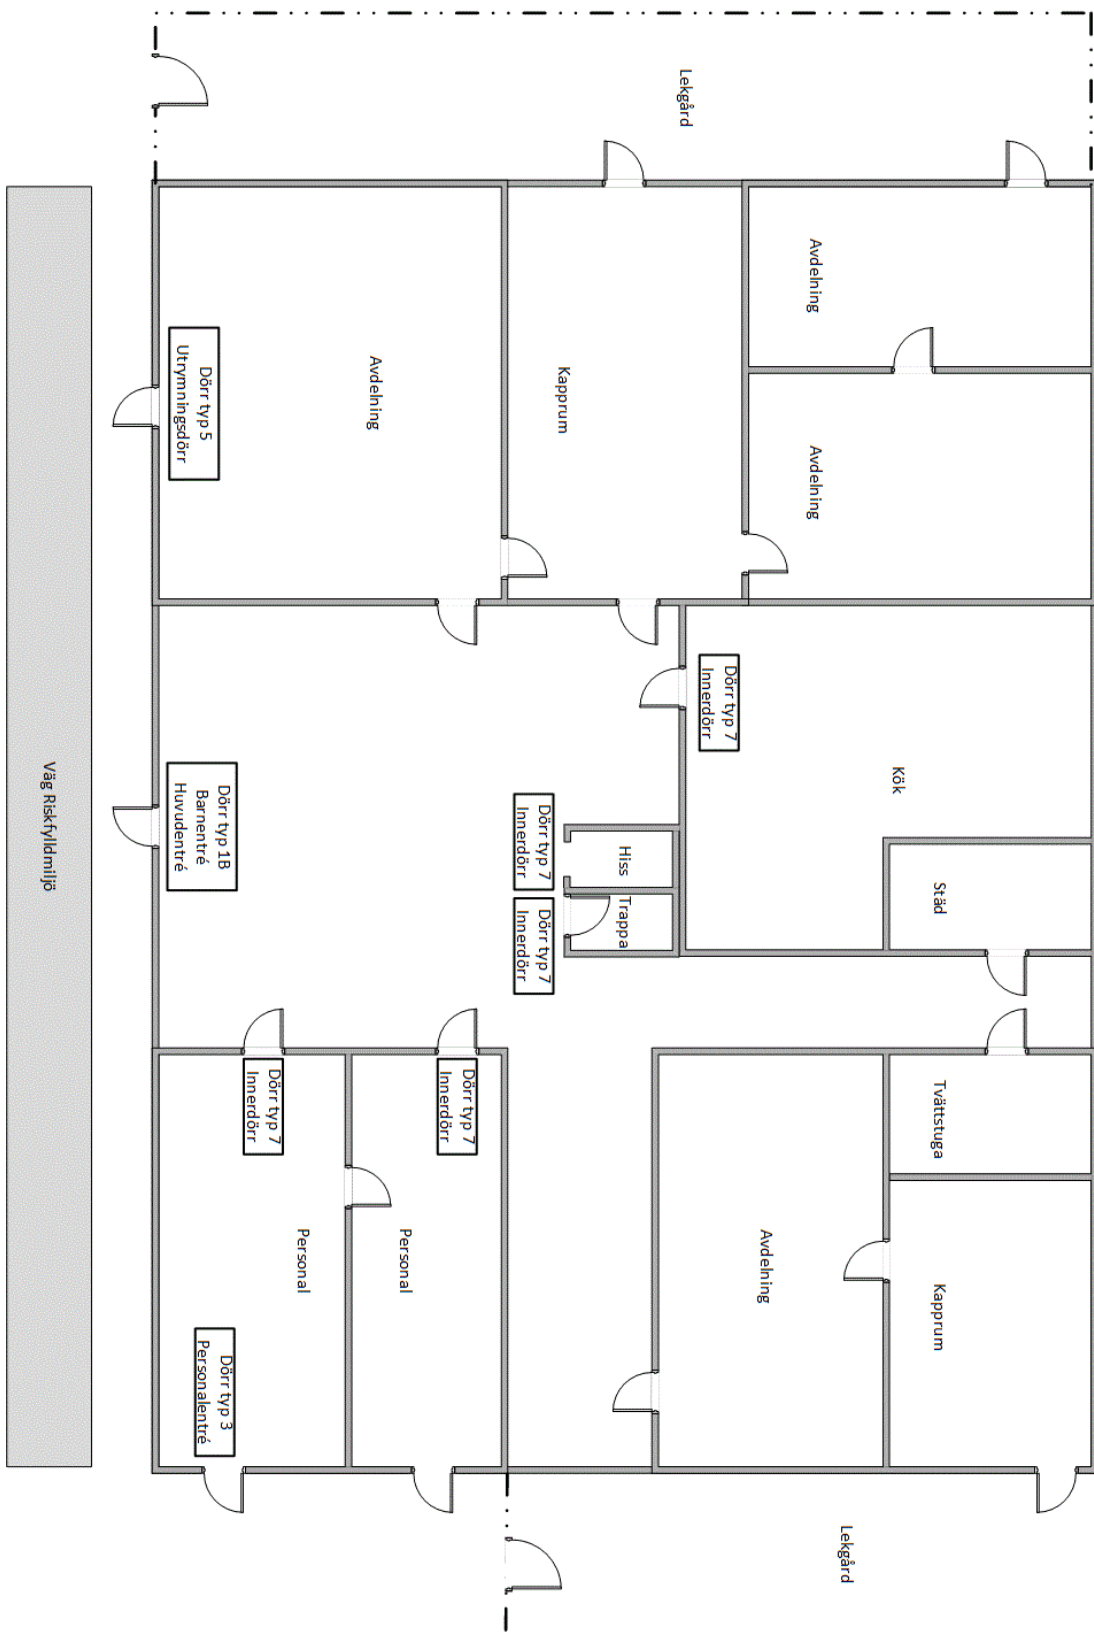 Städ
Tvättstuga
Kapprum
Kök
Lekgård
Avdelning
Avdelning
Avdelning
Dörr typ 7
Innerdörr
Lekgård
Hiss
Trappa
Kapprum
Dörr typ 7
Innerdörr
Dörr typ 7
Innerdörr
Dörr typ 7
Innerdörr
Personal
Avdelning
Personal
Dörr typ 7
Innerdörr
Dörr typ 5
Utrymningsdörr
Dörr typ 1B
Barnentré
Huvudentré
Dörr typ 3
Personalentré
Väg Riskfylldmiljö